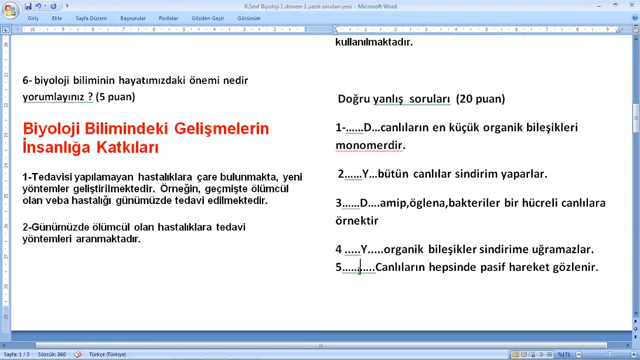 9.Sınıf Biyoloji 1.dönem 1.yazılı soruları yeni - Microsoft Word
Giriş Ekle Sayfa Düzeni Başvurular Postalar Gözden Geçir Görünüm
6- biyoloji biliminin hayatımızdaki önemi nedir
yorumlayınız ? (5 puan)
Biyoloji Bilimindeki Gelişmelerin
İnsanlığa Katkıları
1-Tedavisi yapılamayan hastalıklara çare bulunmakta, yeni
yöntemler geliştirilmektedir. Örneğin, geçmişte ölümcül
olan veba hastalığı günümüzde tedavi edilmektedir.
2-Günümüzde ölümcül olan hastalıklara tedavi
yöntemleri aranmaktadır.
kullanılmaktadır.
Doğru yanlış soruları (20 puan)
1-……D…canlıların en küçük organik bileşikleri
monomerdir.
2……Y…bütün canlılar sindirim yaparlar.
3……D….amip,öglena,bakteriler bir hücreli canlılara
örnektir
4 .....Y.....organik bileşikler sindirime uğramazlar.
5………..Canlıların hepsinde pasif hareket gözlenir.
Sayfa: 1 / 3 Sözcük: 860 Türkçe (Türkiye) %171